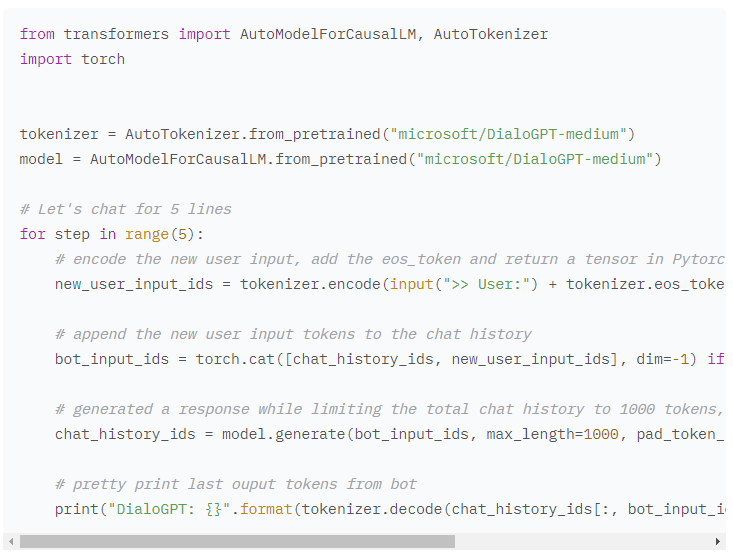 from transformers import AutoModelForCausalLM, AutoTokenizer
import torch
tokenizer = AutoTokenizer.from_pretrained("microsoft/DialoGPT-medium")
model = AutoModelForCausalLM.from_pretrained("microsoft/DialoGPT-medium")
# Let's chat for 5 lines
for step in range(5):
    # encode the new user input, add the eos_token and return a tensor in Pytorc
    new_user_input_ids = tokenizer.encode(input(">> User:") + tokenizer.eos_toke
    # append the new user input tokens to the chat history
    bot_input_ids = torch.cat([chat_history_ids, new_user_input_ids], dim=-1) if
    # generated a response while limiting the total chat history to 1000 tokens,
    chat_history_ids = model.generate(bot_input_ids, max_length=1000, pad_token_
    # pretty print last ouput tokens from bot
    print("DialoGPT: {}".format(tokenizer.decode(chat_history_ids[:, bot_input_i